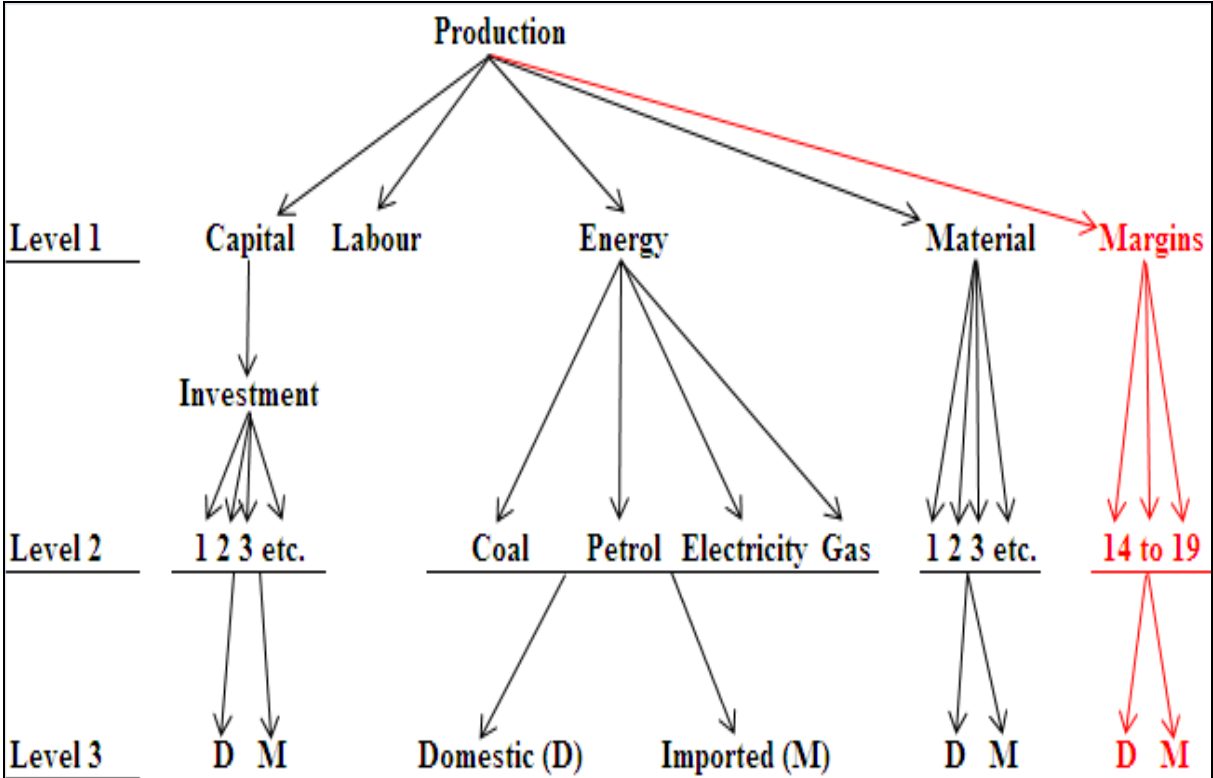 Production
Level 1 Capital Labour Energy Material Margins
Investment
Level 2 1 2 3 etc. Coal Petrol Electricity Gas 1 2 3 etc. 14 to 19
Level 3 D M Domestic (D) Imported (M) D M D M